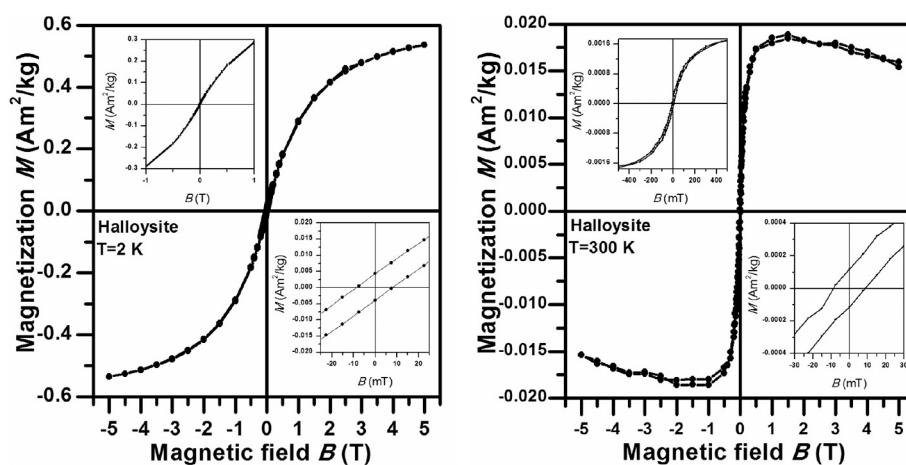 Magnetization M (Am²/kg)
0.6
0.4
0.2
0.0
-0.2
-0.4
-0.6
-5 -4 -3 -2 -1 0 1 2 3 4 5
Magnetic field B (T)
Halloysite
T=2 K
M (Am²/kg)
0.3
0.2
0.1
0.0
-0.1
-0.2
-0.3
-1 0 1
B (T)
M (Am²/kg)
0.020
0.015
0.010
0.005
0.000
-0.005
-0.010
-0.015
-0.020
-20 -10 0 10 20
B (mT)
Magnetization M (Am²/kg)
0.020
0.015
0.010
0.005
0.000
-0.005
-0.010
-0.015
-0.020
-5 -4 -3 -2 -1 0 1 2 3 4 5
Magnetic field B (T)
Halloysite
T=300 K
M (Am²/kg)
0.0016
0.0008
0.0000
-0.0008
-0.0016
-400 -200 0 200 400
B (mT)
M (Am²/kg)
0.0004
0.0002
0.0000
-0.0002
-0.0004
-30 -20 -10 0 10 20 30
B (mT)